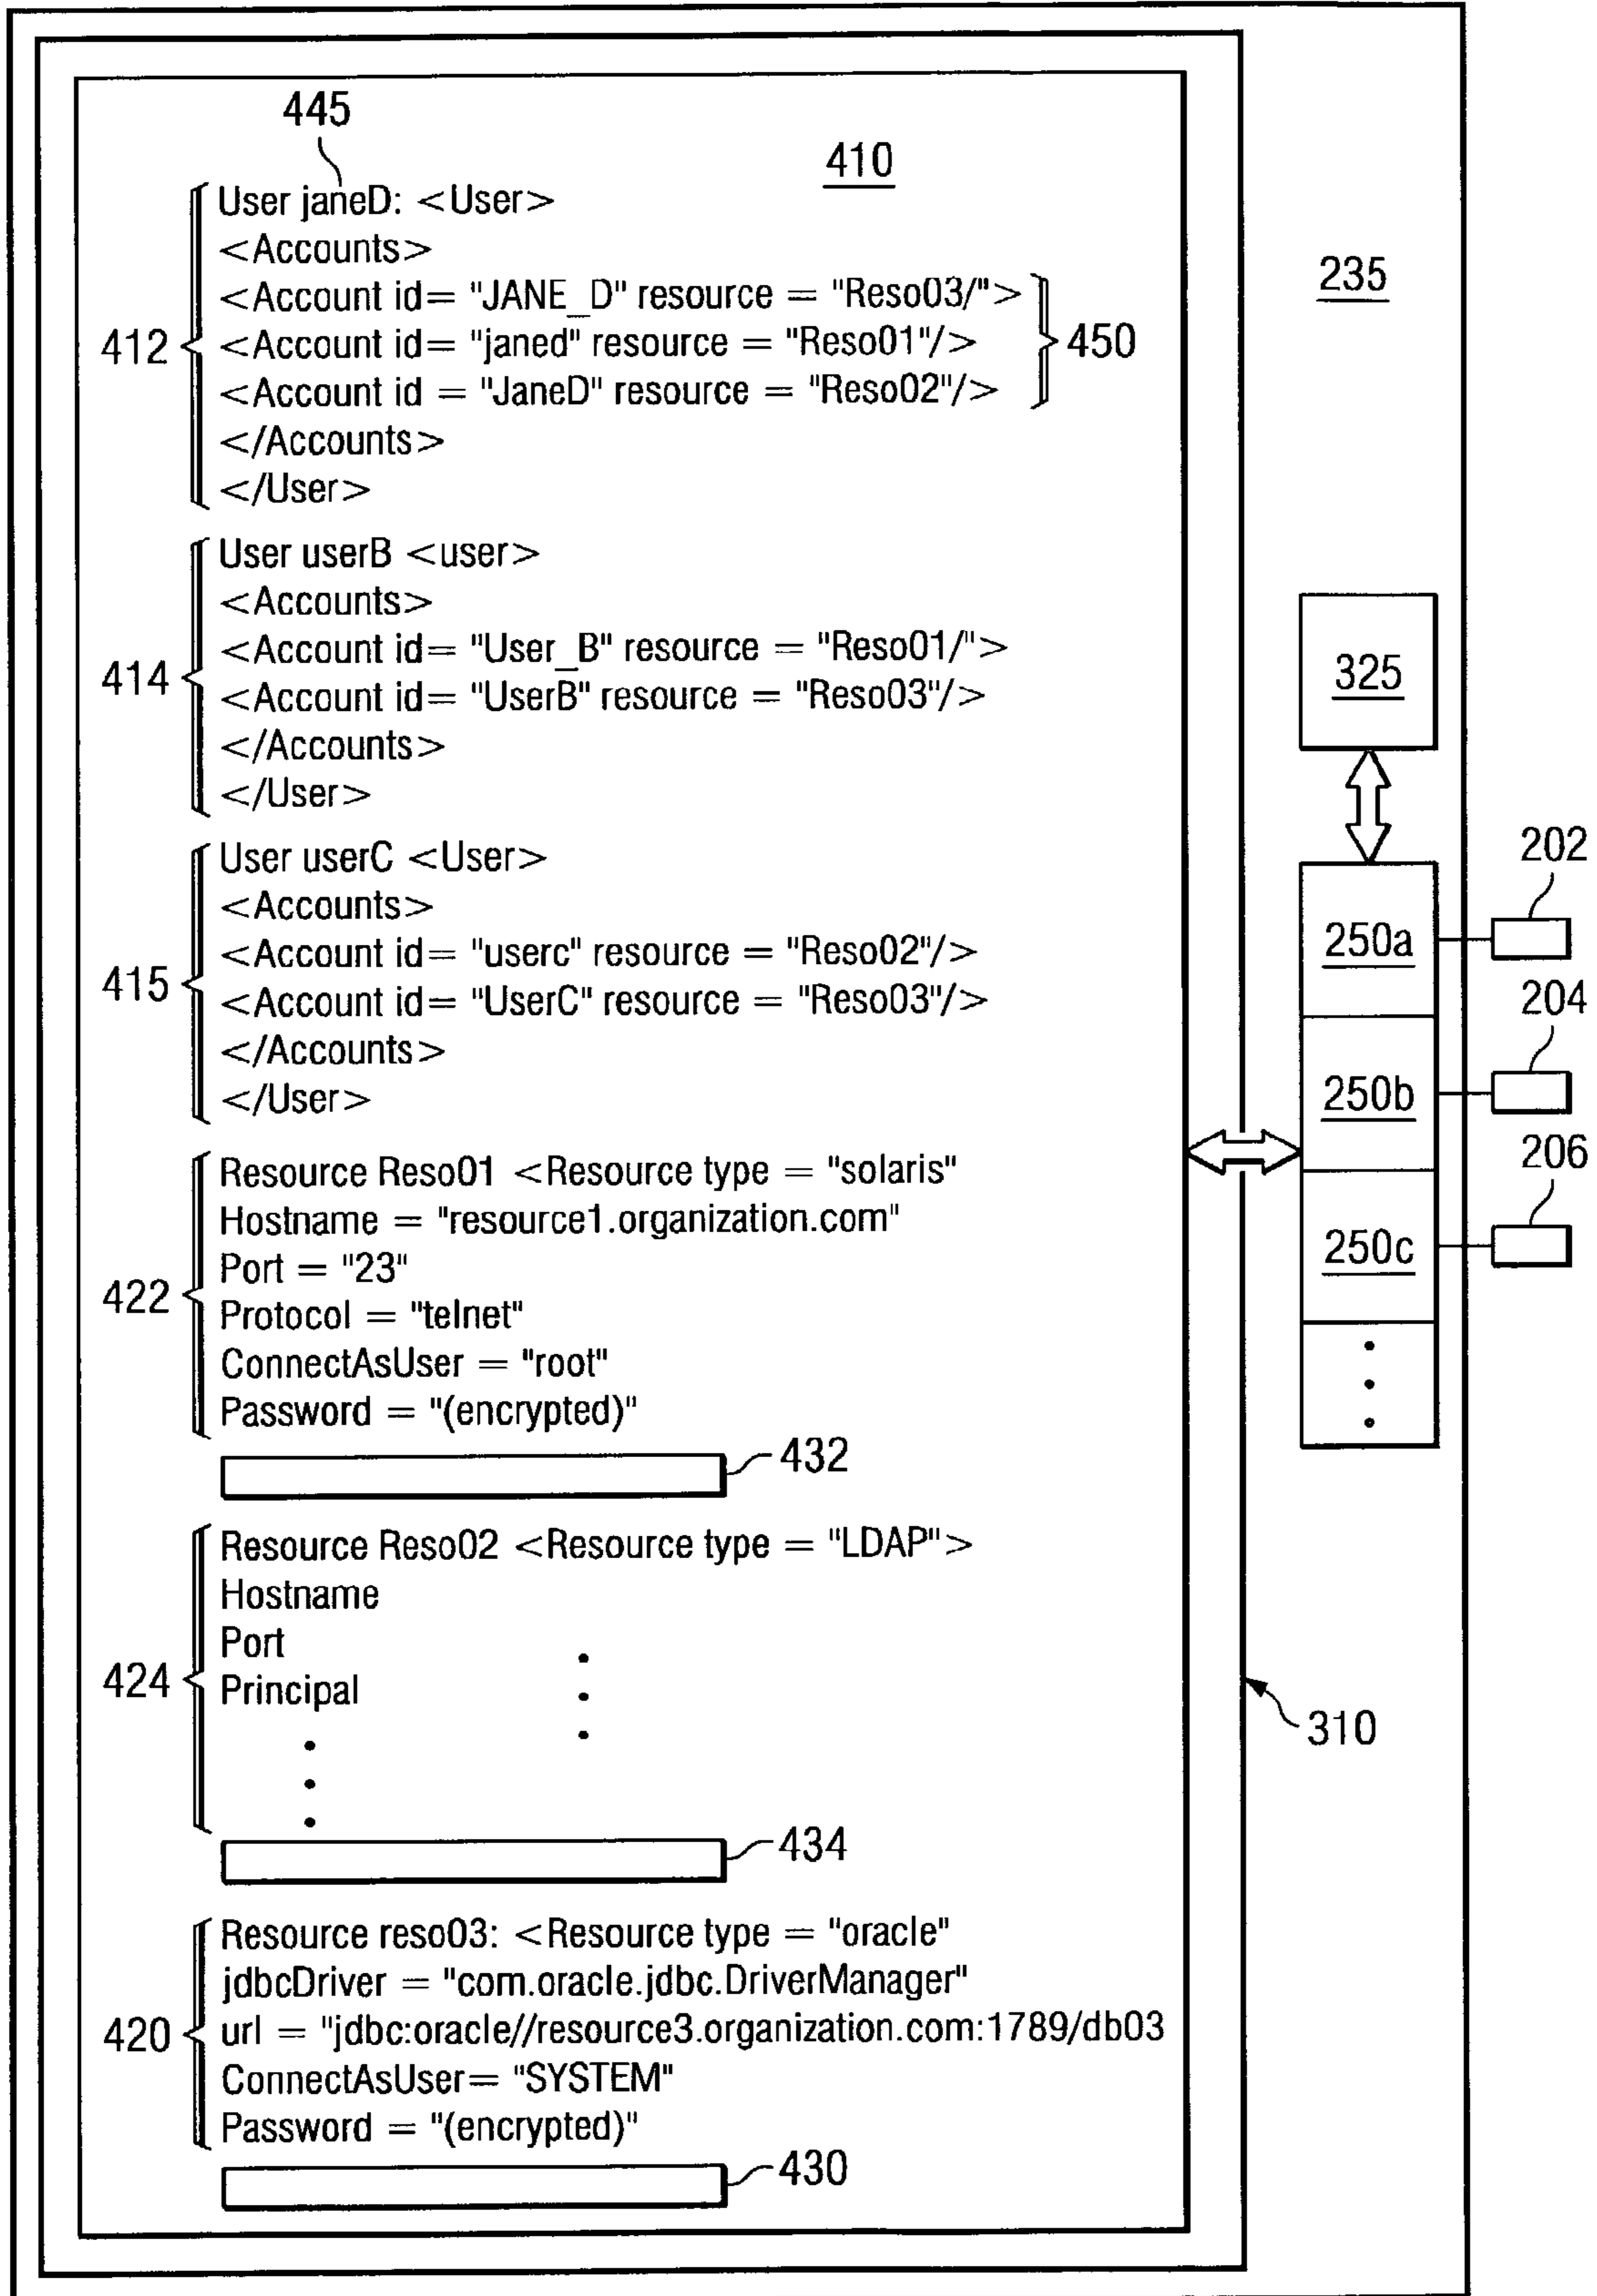 445
410
User janeD: <User>
<Accounts>
235
<Account id= "JANE_D" resource = "Reso03/">
412 <Account id= "janed" resource = "Reso01"/> 450
<Account id = "JaneD" resource = "Reso02"/>
</Accounts>
</User>
User userB <user>
<Accounts>
<Account id= "User_B" resource = "Reso01/">
414 <Account id= "UserB" resource = "Reso03"/>
325
</Accounts>
</User>
User userC <User>
202
<Accounts>
<Account id= "userc" resource = "Reso02"/>
250a
415 <Account id= "UserC" resource = "Reso03"/>
204
</Accounts>
</User>
250b
Resource Reso01 <Resource type = "solaris"
206
Hostname = "resource1.organization.com"
250c
Port = "23"
422
Protocol = "telnet"
ConnectAsUser = "root"
Password = "(encrypted)"
432
Resource Reso02 <Resource type = "LDAP">
Hostname
Port
424 Principal
310
434
Resource reso03: <Resource type = "oracle"
jdbcDriver = "com.oracle.jdbc.DriverManager"
420 url = "jdbc:oracle//resource3.organization.com:1789/db03
ConnectAsUser= "SYSTEM"
Password = "(encrypted)"
430